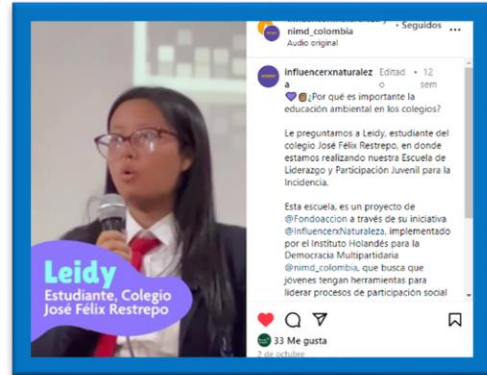 nimd_colombia • Seguidos ...
Audio original
influencerxnaturalez Editad • 12
a o sem
¿Por qué es importante la
educación ambiental en los colegios?
Le preguntamos a Leidy, estudiante del
colegio José Félix Restrepo, en donde
estamos realizando nuestra Escuela de
Liderazgo y Participación Juvenil para la
Incidencia.
Esta escuela, es un proyecto de
@Fondoaccion a través de su iniciativa
@InfluencerxNaturaleza, implementado
por el Instituto Holandés para la
Democracia Multipartidaria
@nimd_colombia, que busca que
jóvenes tengan herramientas para
liderar procesos de participación social
33 Me gusta
2 de octubre
Leidy
Estudiante, Colegio
José Félix Restrepo